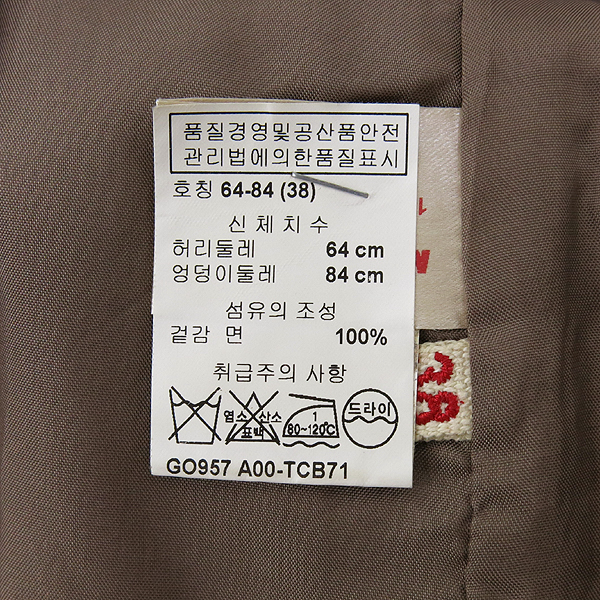 품질경영및공산품안전
관리법에의한품질표시
호칭 64-84 (38)
신 체 치 수
허리둘레 64 cm
엉덩이둘레 84 cm
섬유의 조성
겉감 면 100%
취급주의 사항
염소 산소
표백
1
80~120℃
드라이
GO957 A00-TCB71
38